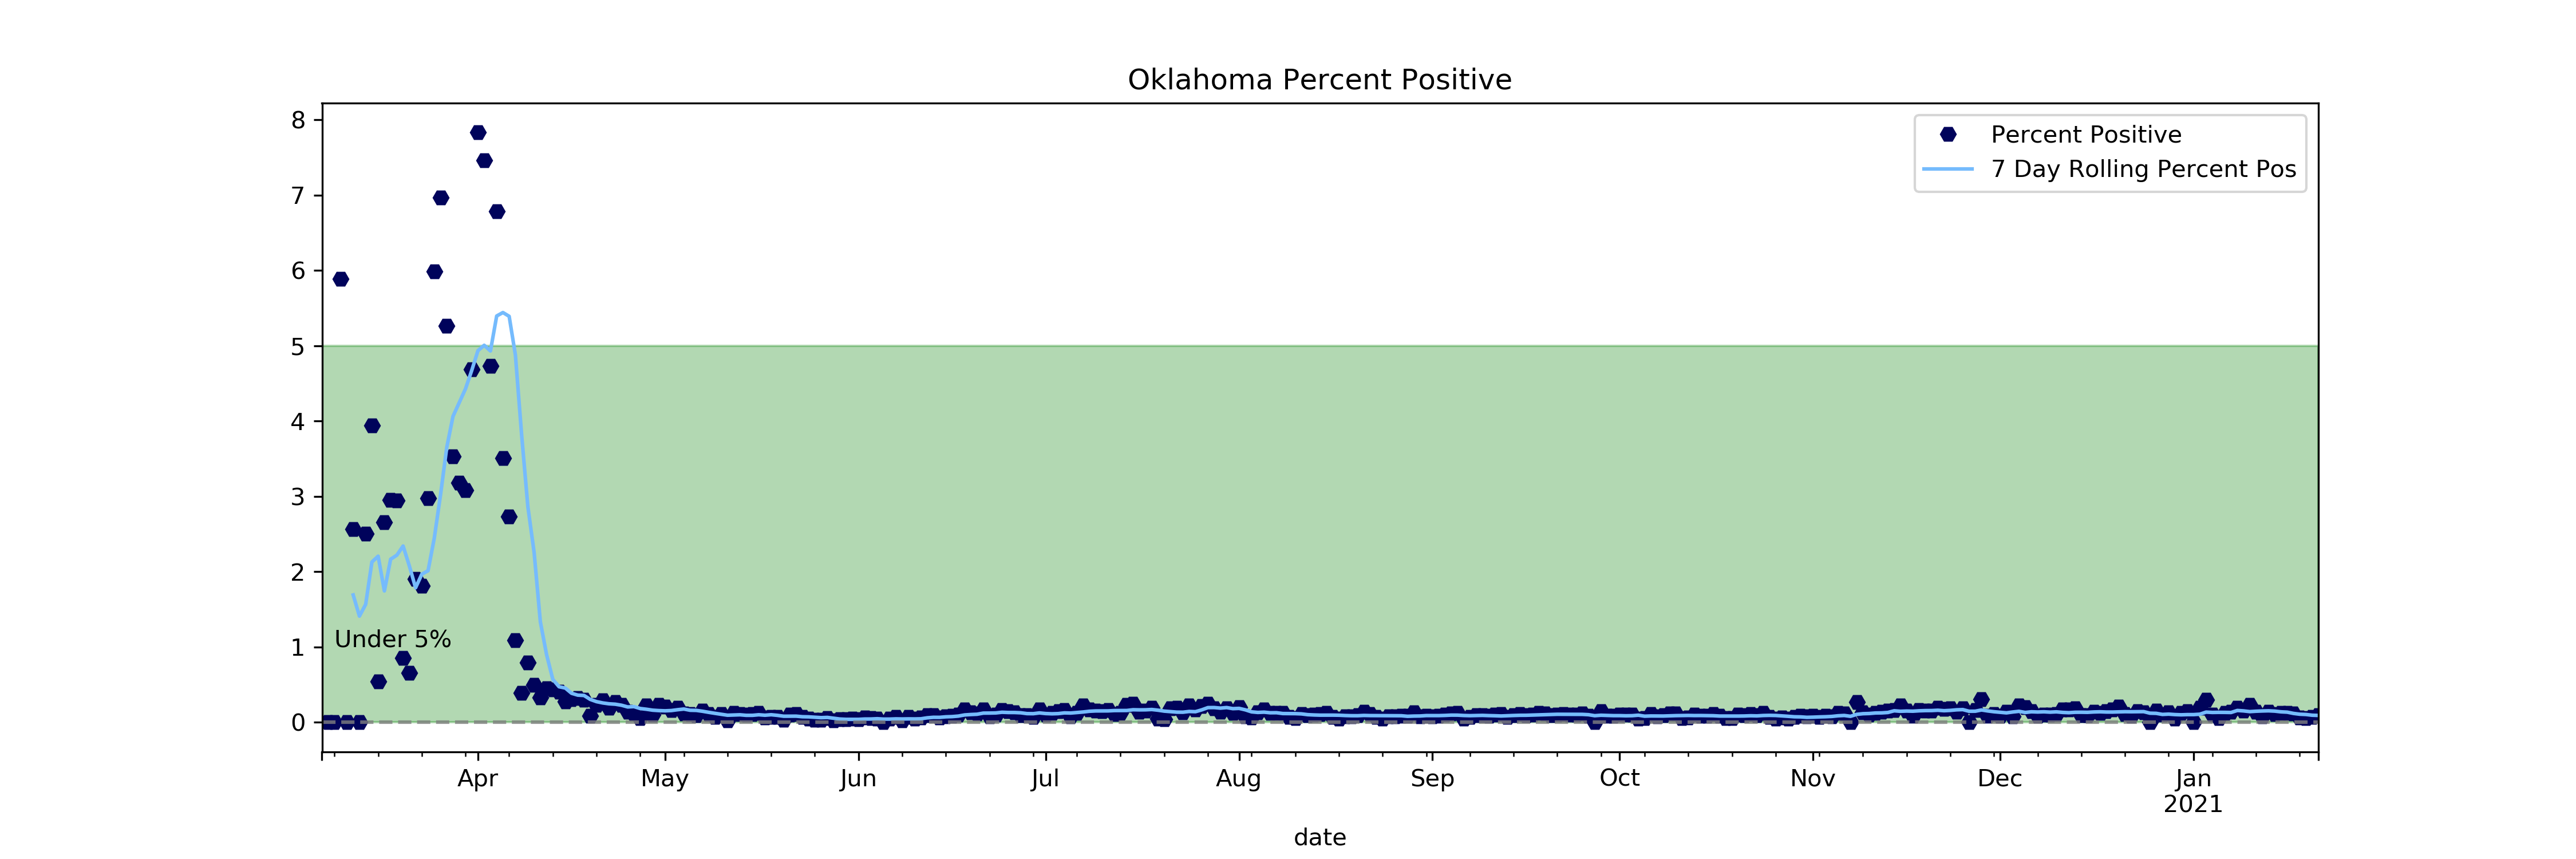 Oklahoma Percent Positive
8
7
6
5
4
3
2
1
0
Percent Positive
7 Day Rolling Percent Pos
Under 5%
Apr May Jun Jul Aug Sep Oct Nov Dec Jan
2021
date